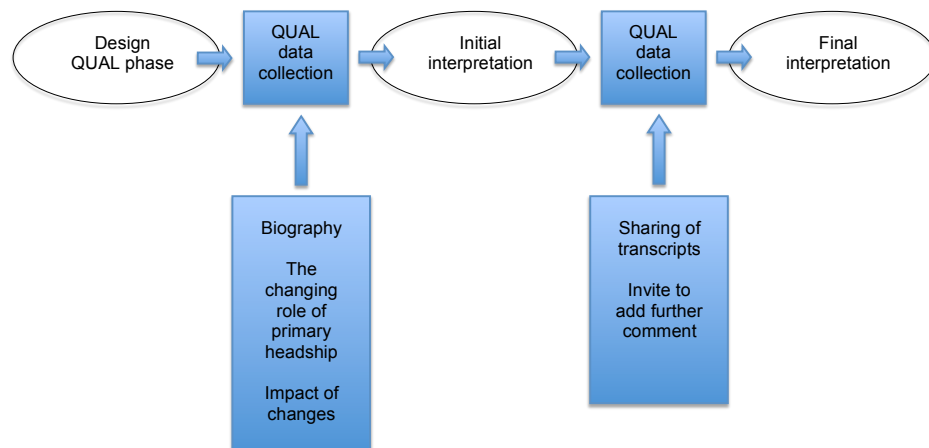 Design
QUAL phase
QUAL
data
collection
Initial
interpretation
QUAL
data
collection
Final
interpretation
Biography
The
changing
role of
primary
headship
Impact of
changes
Sharing of
transcripts
Invite to
add further
comment